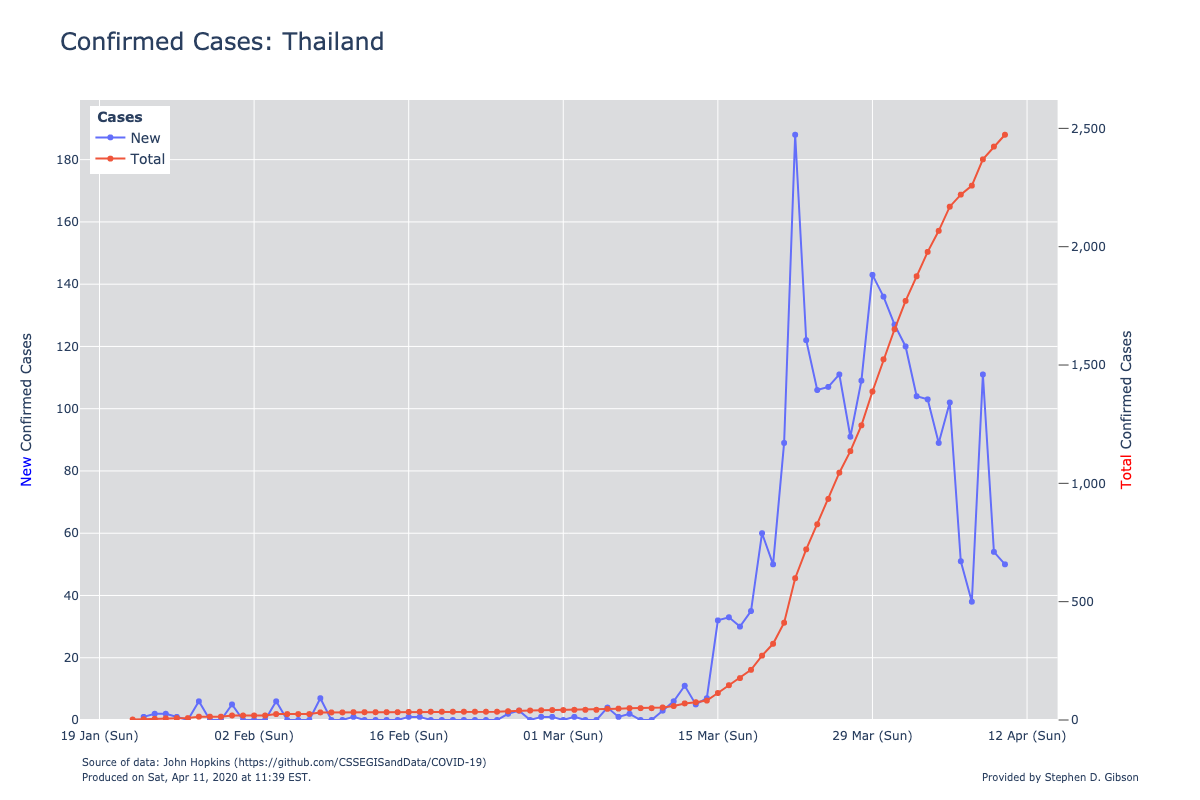 Confirmed Cases: Thailand
Cases
New
Total
180
160
140
120
100
80
60
40
20
0
New Confirmed Cases
2,500
2,000
1,500
1,000
500
0
Total Confirmed Cases
19 Jan (Sun)
02 Feb (Sun)
16 Feb (Sun)
01 Mar (Sun)
15 Mar (Sun)
29 Mar (Sun)
12 Apr (Sun)
Source of data: John Hopkins (https://github.com/CSSEGISandData/COVID-19)
Produced on Sat, Apr 11, 2020 at 11:39 EST.
Provided by Stephen D. Gibson